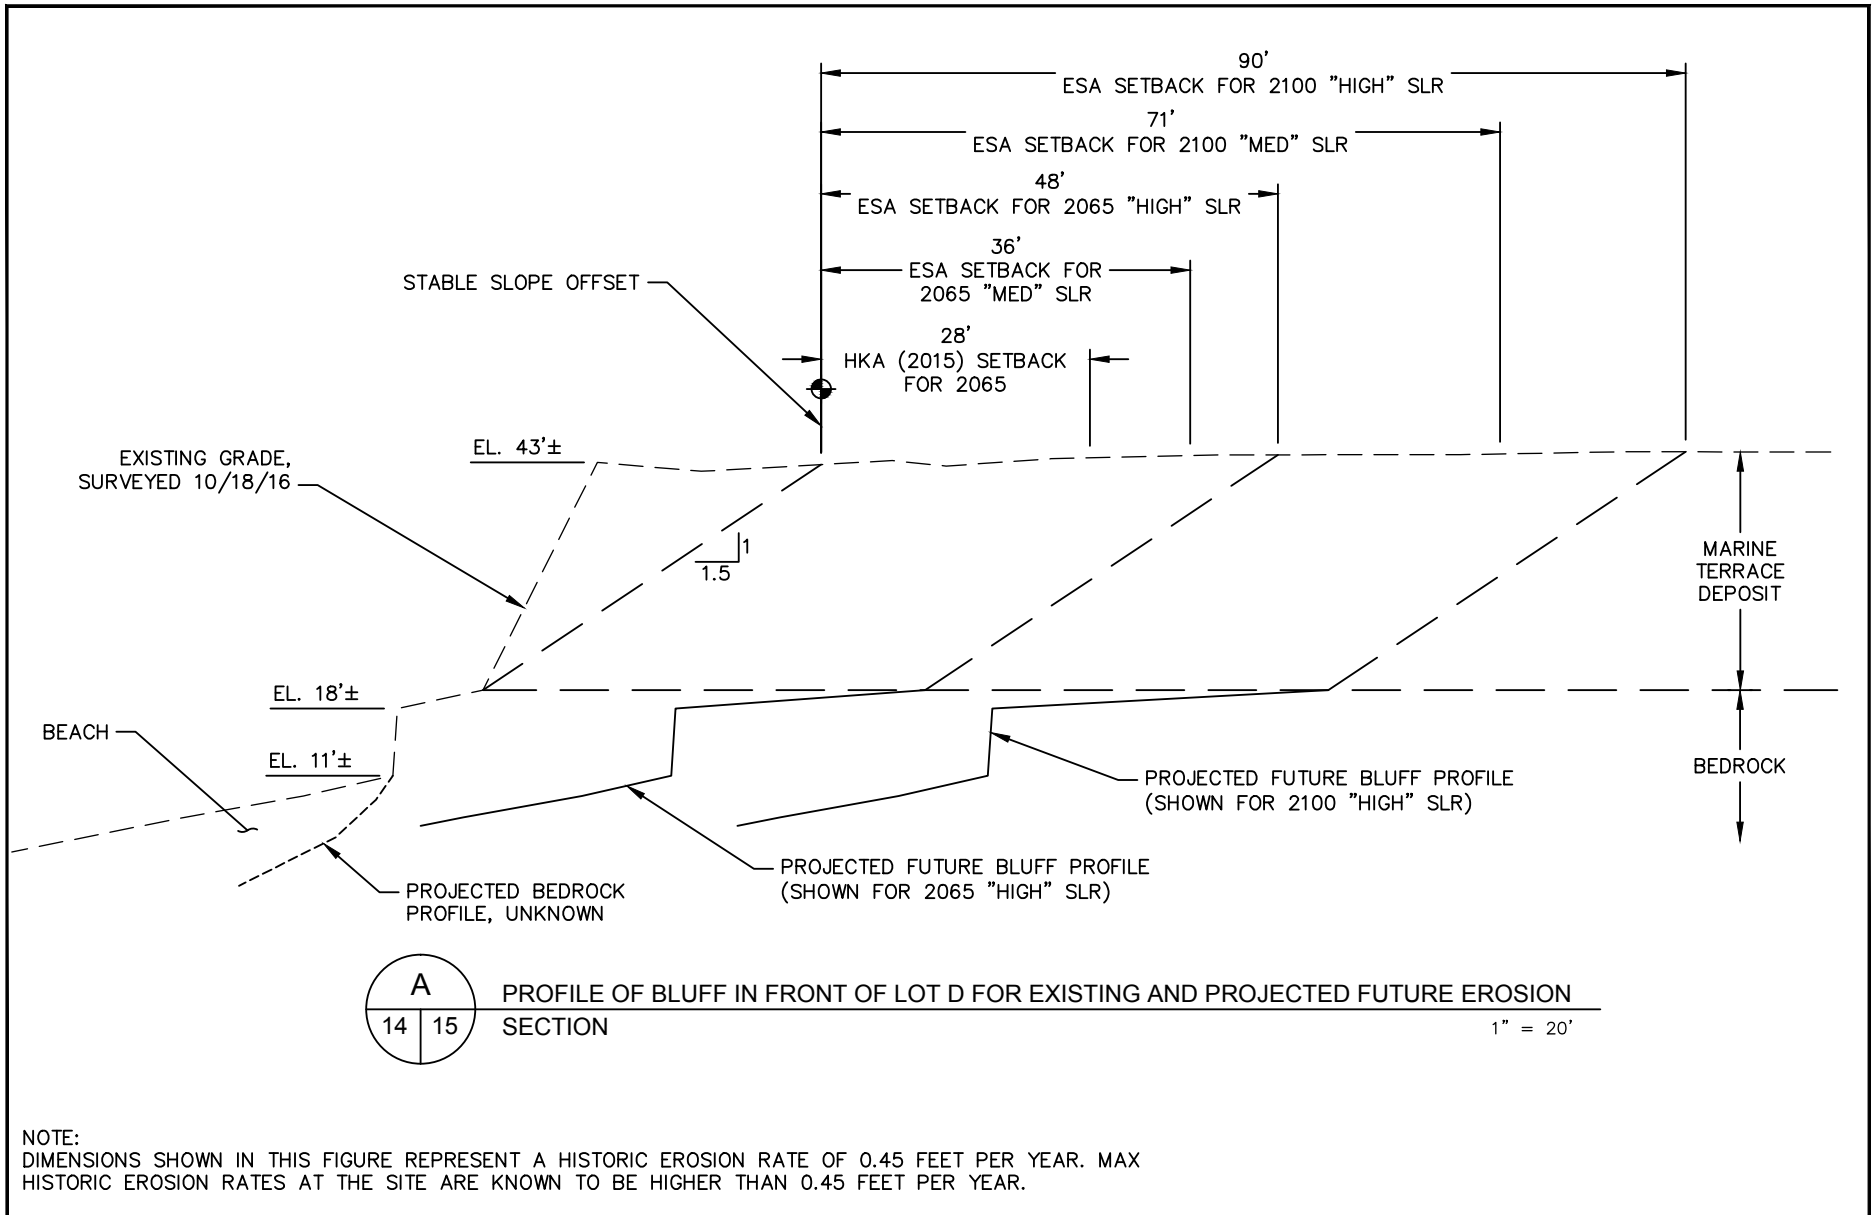 90'
ESA SETBACK FOR 2100 "HIGH" SLR
71'
ESA SETBACK FOR 2100 "MED" SLR
48'
ESA SETBACK FOR 2065 "HIGH" SLR
36'
ESA SETBACK FOR
2065 "MED" SLR
STABLE SLOPE OFFSET
28'
HKA (2015) SETBACK
FOR 2065
EL. 43'±
EXISTING GRADE,
SURVEYED 10/18/16
1
1.5
MARINE
TERRACE
DEPOSIT
EL. 18'±
BEACH
EL. 11'±
BEDROCK
PROJECTED FUTURE BLUFF PROFILE
(SHOWN FOR 2100 "HIGH" SLR)
PROJECTED FUTURE BLUFF PROFILE
(SHOWN FOR 2065 "HIGH" SLR)
PROJECTED BEDROCK
PROFILE, UNKNOWN
A
14 15
PROFILE OF BLUFF IN FRONT OF LOT D FOR EXISTING AND PROJECTED FUTURE EROSION
SECTION
1" = 20'
NOTE:
DIMENSIONS SHOWN IN THIS FIGURE REPRESENT A HISTORIC EROSION RATE OF 0.45 FEET PER YEAR. MAX
HISTORIC EROSION RATES AT THE SITE ARE KNOWN TO BE HIGHER THAN 0.45 FEET PER YEAR.